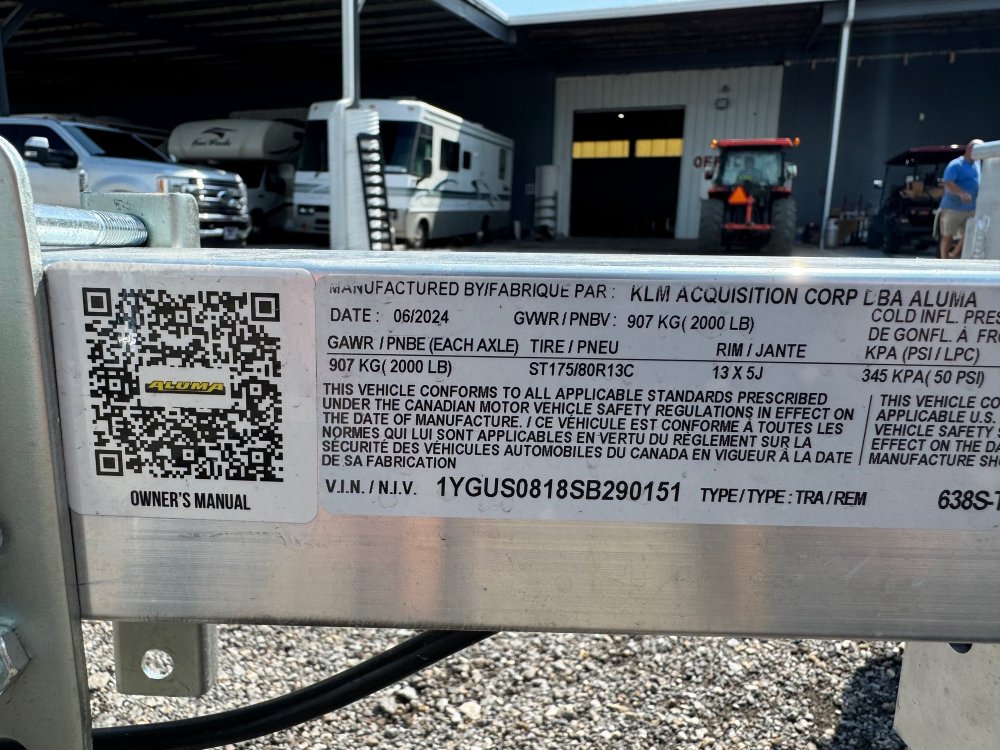 OF
MANUFACTURED BY/FABRIQUE PAR : KLM ACQUISITION CORP DBA ALUMA
DATE : 06/2024 GVWR / PNBV : 907 KG( 2000 LB)
COLD INFL. PRES
DE GONFL. À FRO
GAWR / PNBE (EACH AXLE) TIRE / PNEU RIM / JANTE KPA (PSI / LPC)
907 KG( 2000 LB) ST175/80R13C 13 X 5J 345 KPA( 50 PSI)
THIS VEHICLE CONFORMS TO ALL APPLICABLE STANDARDS PRESCRIBED
UNDER THE CANADIAN MOTOR VEHICLE SAFETY REGULATIONS IN EFFECT ON
THE DATE OF MANUFACTURE. / CE VÉHICULE EST CONFORME À TOUTES LES
NORMES QUI LUI SONT APPLICABLES EN VERTU DU RÈGLEMENT SUR LA
SÉCURITÉ DES VÉHICULES AUTOMOBILES DU CANADA EN VIGUEUR À LA DATE
DE SA FABRICATION
THIS VEHICLE CO
APPLICABLE U.S.
VEHICLE SAFETY S
EFFECT ON THE DA
MANUFACTURE SH
V.I.N. / N.I.V. 1YGUS0818SB290151 TYPE / TYPE : TRA / REM 638S-T
ALUMA
OWNER'S MANUAL